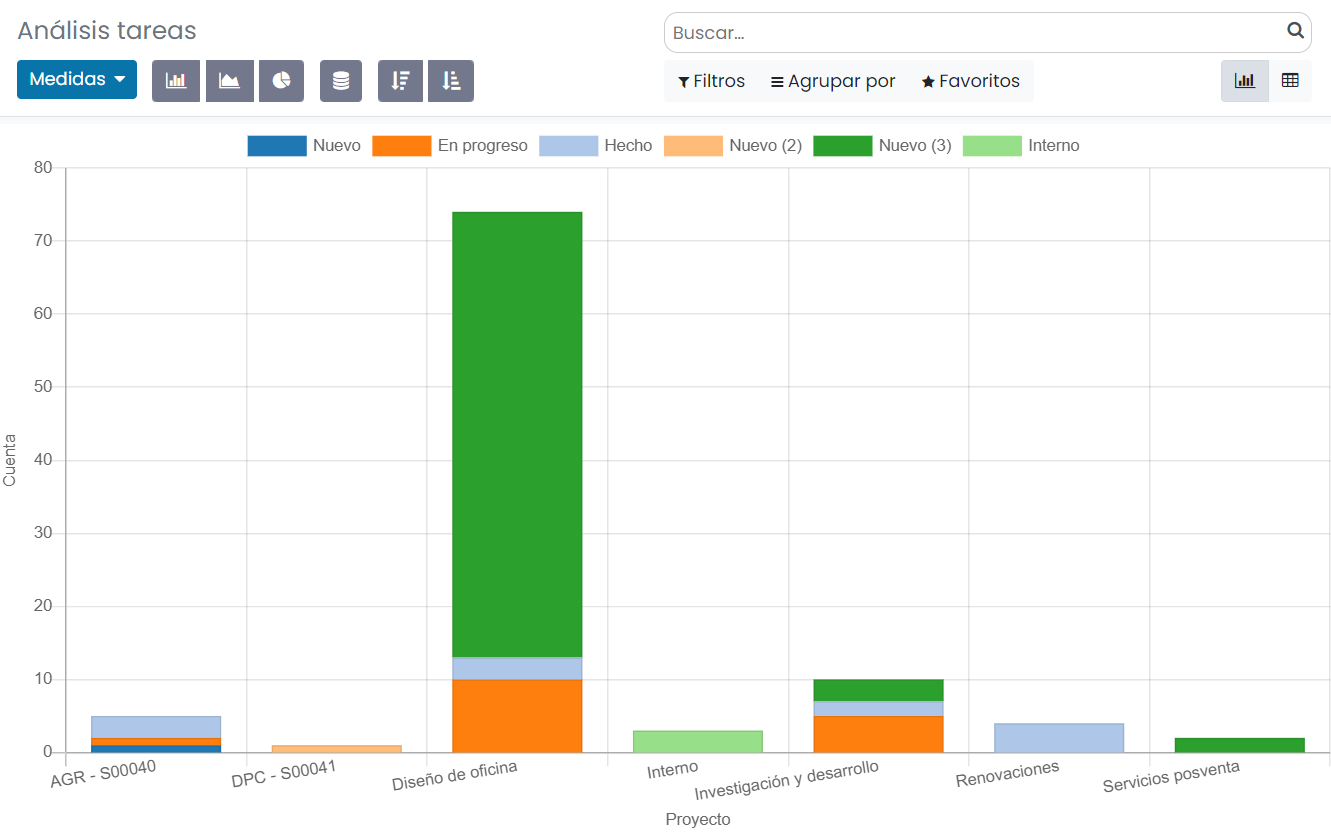 Análisis tareas
Buscar...
Medidas
Filtros Agrupar por Favoritos
Nuevo En progreso Hecho Nuevo (2) Nuevo (3) Interno
80
70
60
50
40
30
20
10
0
Cuenta
AGR - S00040 DPC - S00041 Diseño de oficina Interno Investigación y desarrollo Renovaciones Servicios posventa
Proyecto